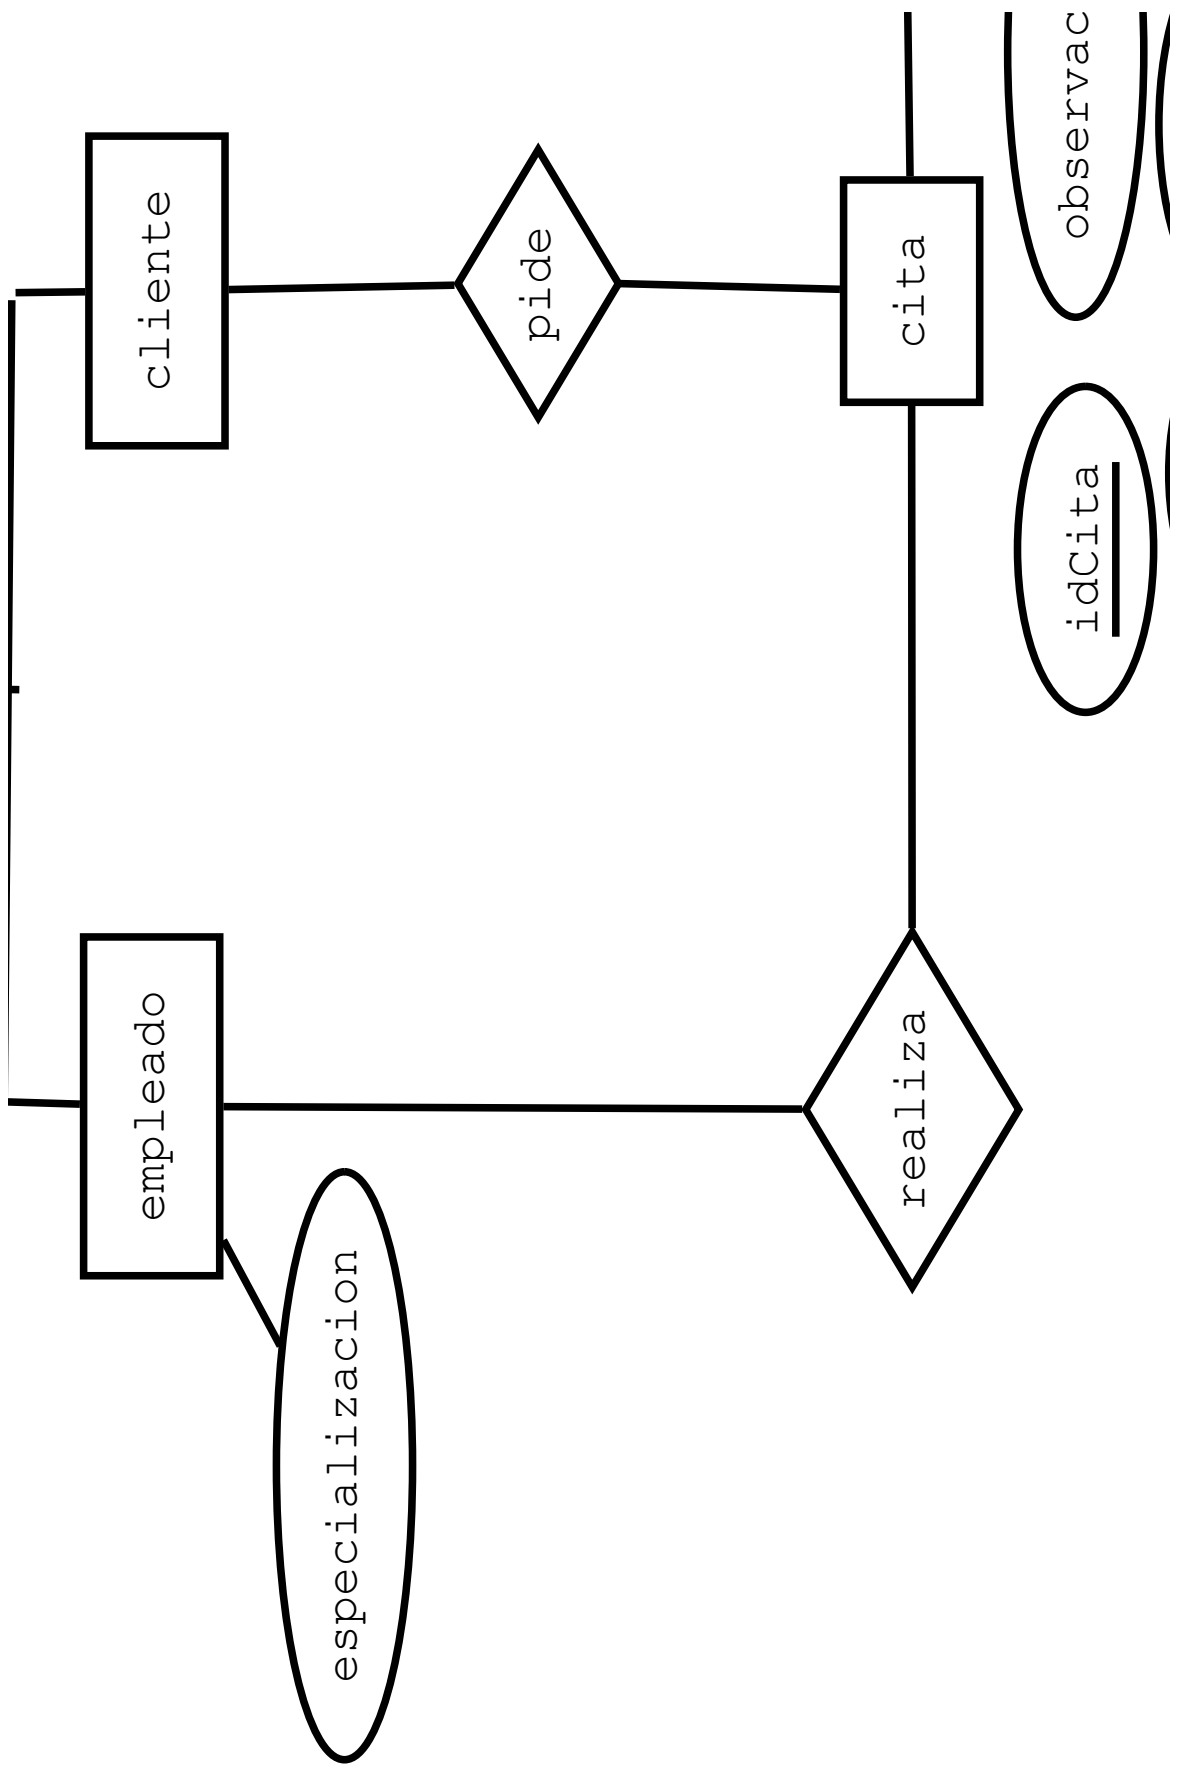 empleado
cliente
especializacion
pide
realiza
cita
idCita
observac